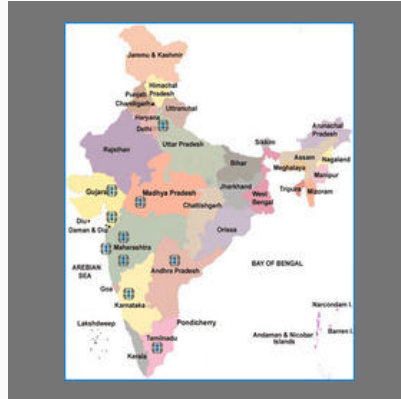 Jammu & Kashmir
Himachal
Pradesh
Punjab
Chandigarh
Uttranchal
Haryana
Delhi
Arunachal
Pradesh
Rajsthan
Uttar Pradesh
Sikkim
Assam
Nagaland
Bihar
Meghalaya
Manipur
Gujarat
Madhya Pradesh
Jharkhand
West
Bengal
Tripura
Mizoram
Chattishgarh
Diu
Daman & Diu
Orissa
Maharashtra
AREBIAN
SEA
Andhra Pradesh
BAY OF BENGAL
Goa
Karnataka
Narcondam I.
Lakshdweep
Pondicherry
Andaman & Nicobar
Islands
Barren I.
Tamilnadu
Kerala